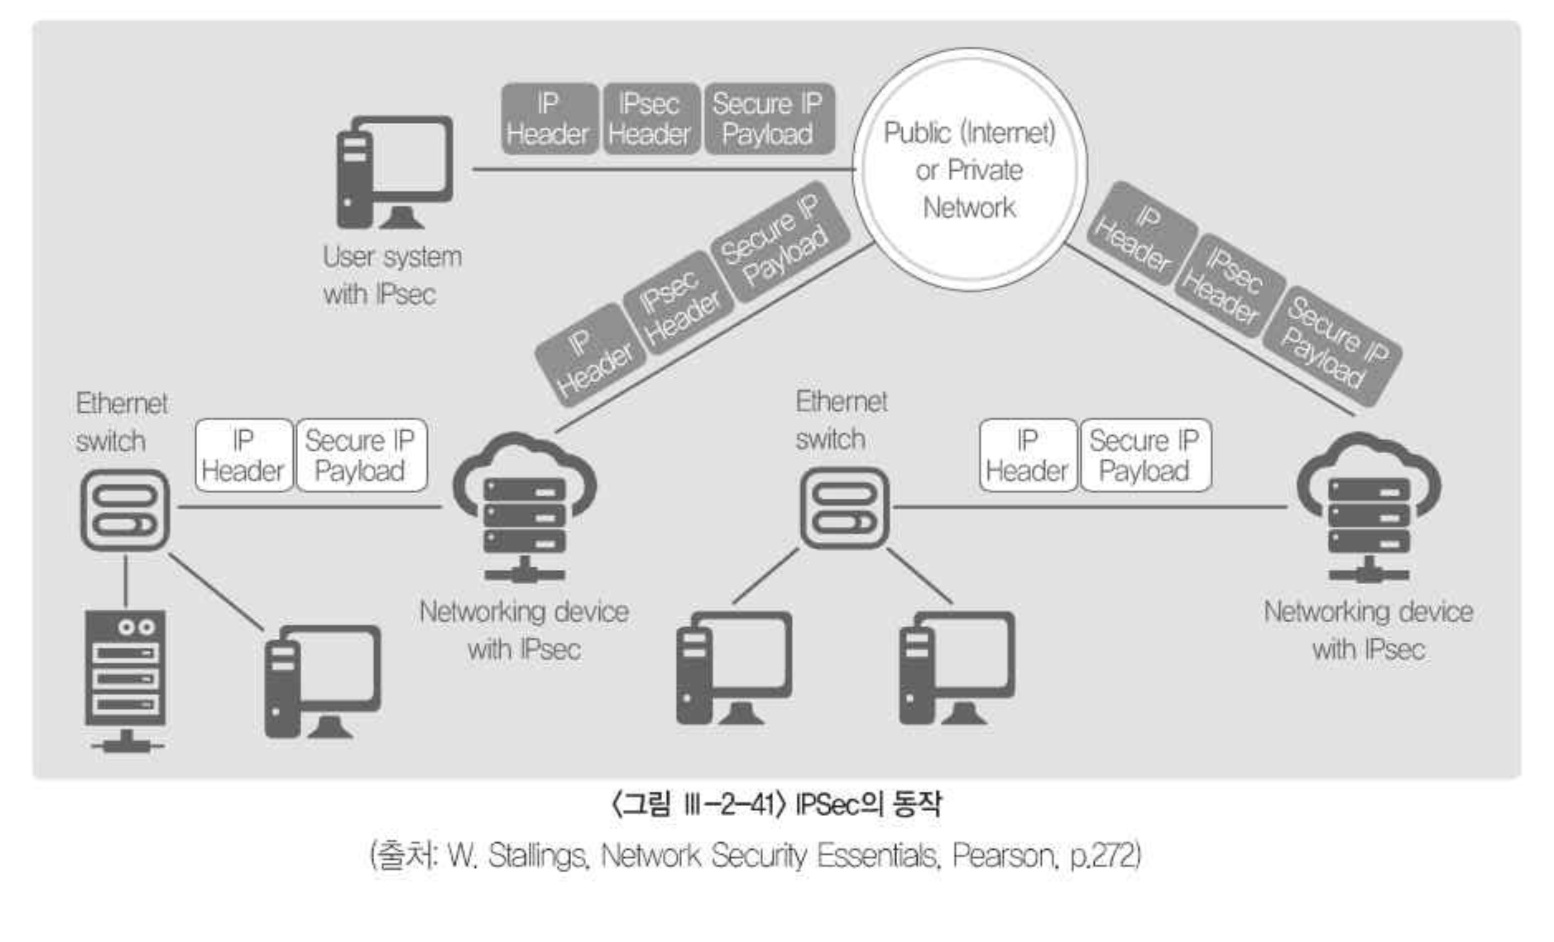 IP
Header
IPsec
Header
Secure IP
Payload
Public (Internet)
or Private
Network
User system
with IPsec
IP
Header
IPsec
Header
Secure IP
Payload
IP
Header
IPsec
Header
Secure IP
Payload
Ethernet
switch
IP
Header
Secure IP
Payload
Networking device
with IPsec
Ethernet
switch
IP
Header
Secure IP
Payload
Networking device
with IPsec
〈그림 Ⅲ-2-41〉 IPSec의 동작
(출처: W. Stallings, Network Security Essentials, Pearson, p.272)